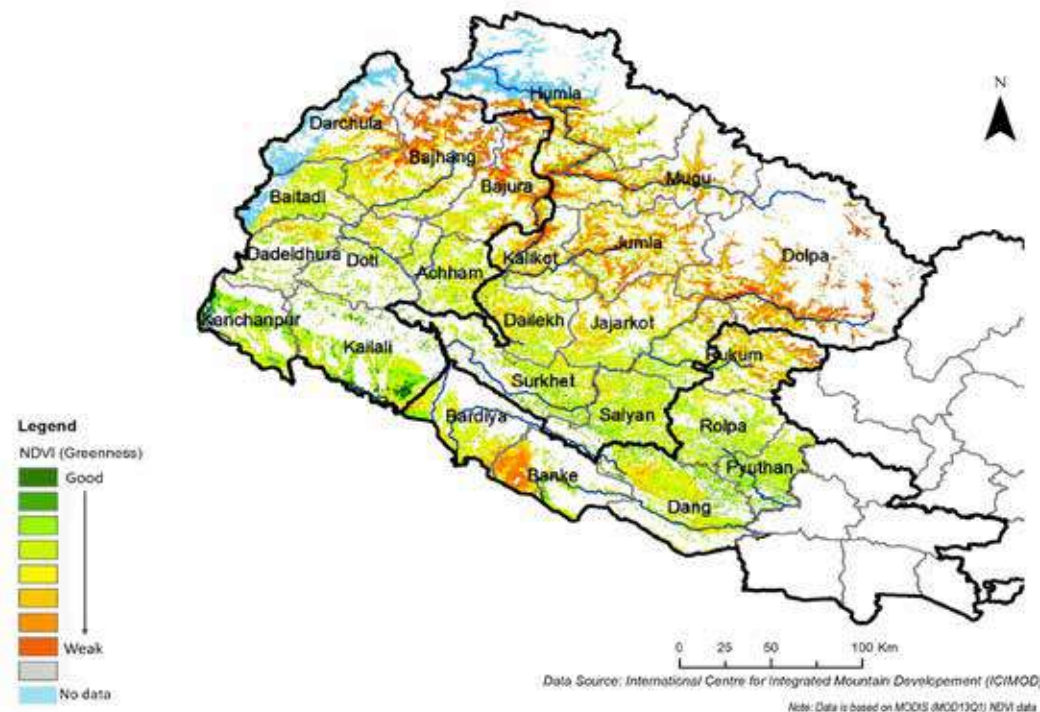 N
Humla
Darchula
Bajhang
Mugu
Bajura
Baitadi
Jumla
Dolpa
Kalikot
Dadeldhura
Doti
Achham
Dailekh
Jajarkot
Kanchanpur
Kailali
Rukum
Surkhet
Salyan
Bardiya
Rolpa
Pyuthan
Banke
Dang
Legend
NDVI (Greenness)
Good
Weak
No data
0 25 50 100 Km
Data Source: International Centre for Integrated Mountain Developement (ICIMOD)
Note: Data is based on MODIS (MOD13Q1) NDVI data